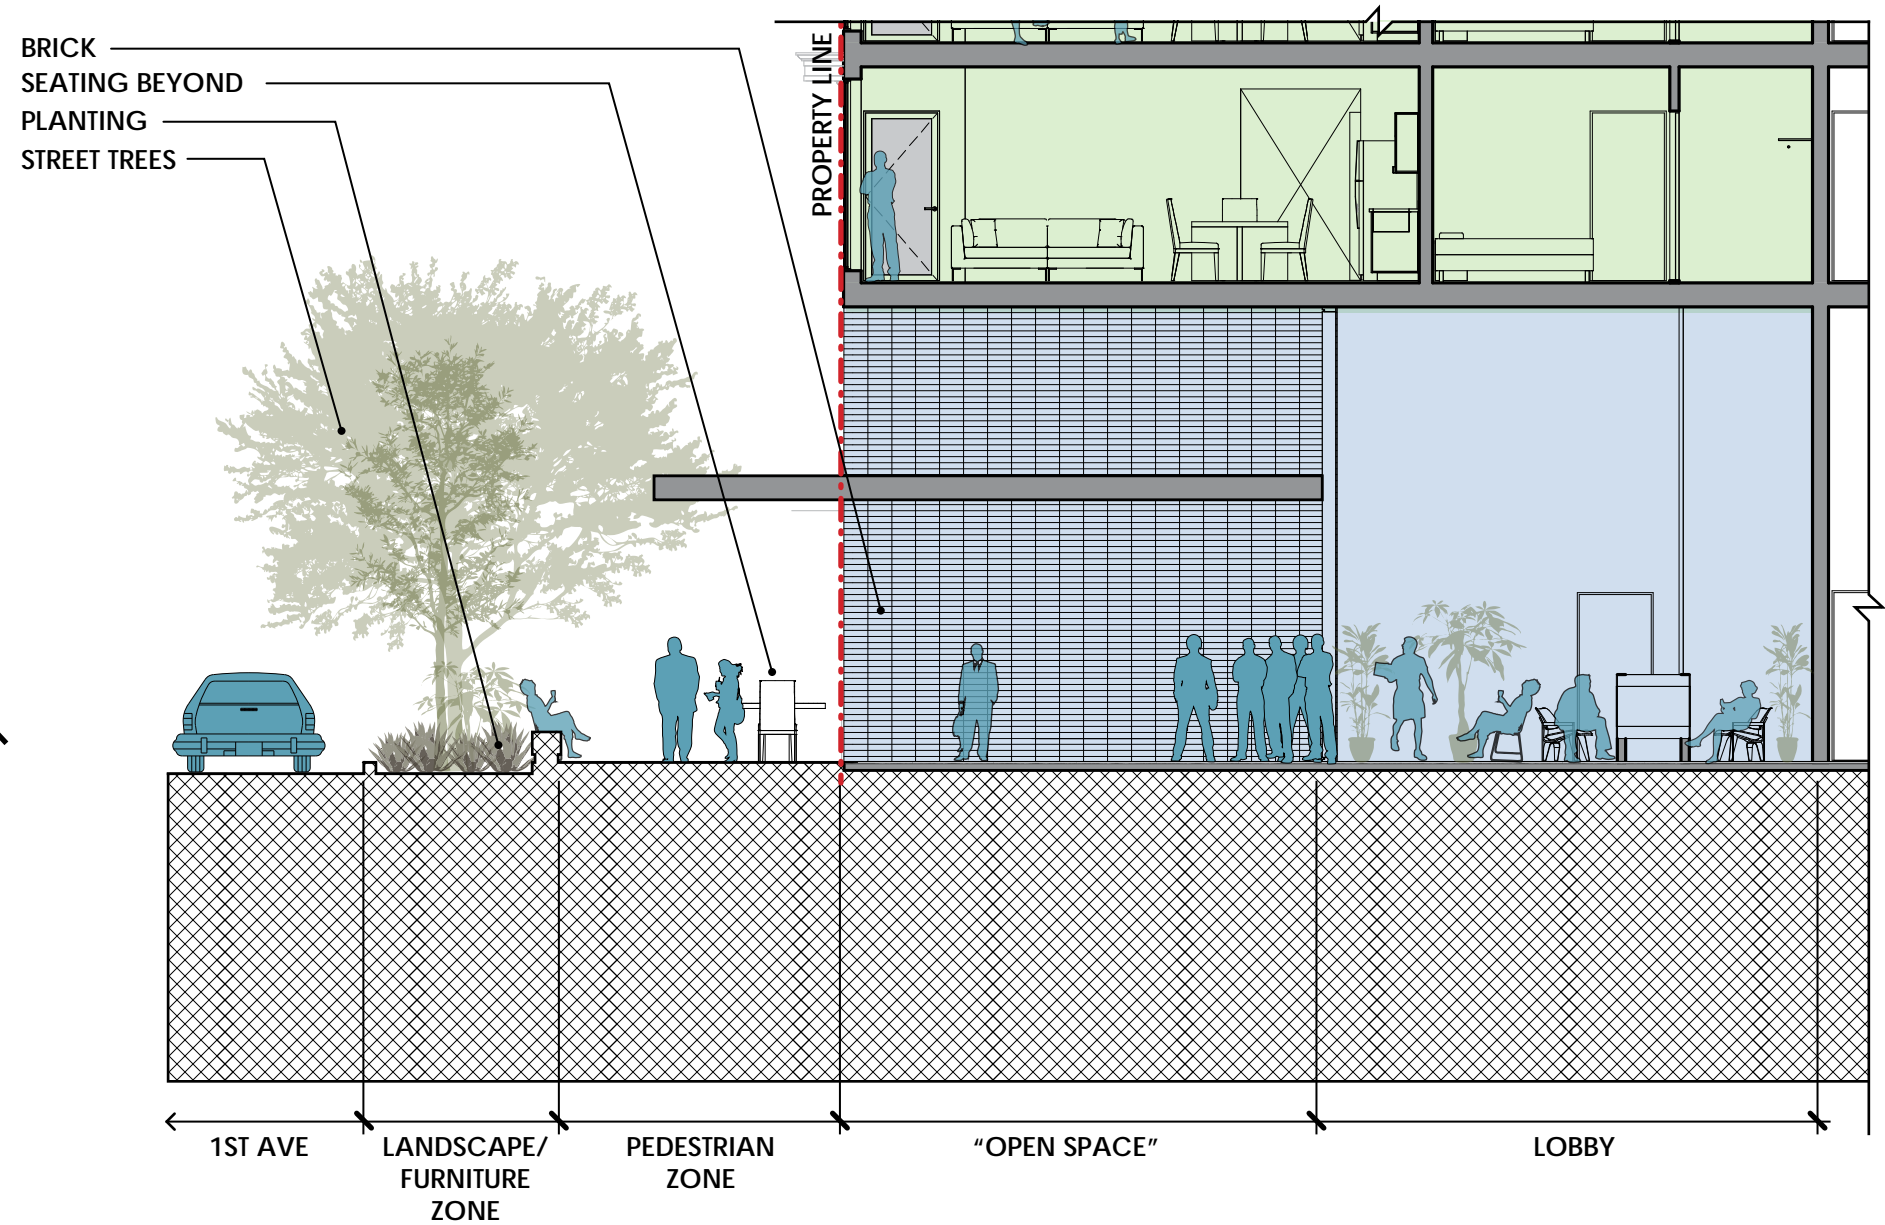 BRICK
SEATING BEYOND
PLANTING
STREET TREES
PROPERTY LINE
1ST AVE
LANDSCAPE/
FURNITURE
ZONE
PEDESTRIAN
ZONE
“OPEN SPACE”
LOBBY